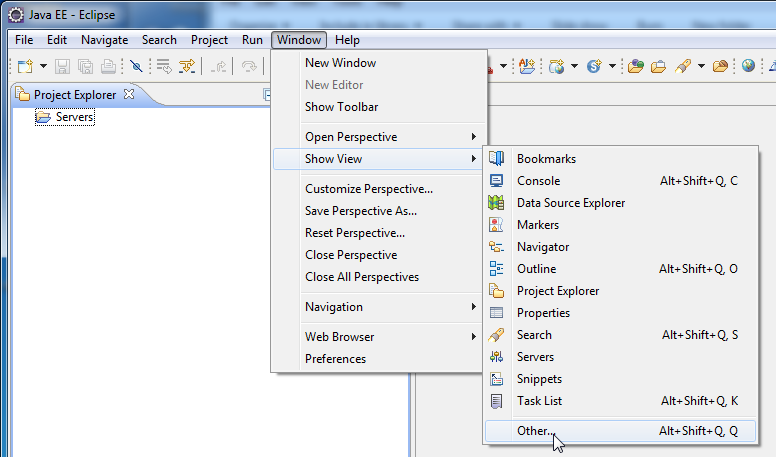 Java EE - Eclipse
File Edit Navigate Search Project Run Window Help
Project Explorer
Servers
New Window
New Editor
Show Toolbar
Open Perspective
Show View
Customize Perspective...
Save Perspective As...
Reset Perspective...
Close Perspective
Close All Perspectives
Navigation
Web Browser
Preferences
Bookmarks
Console Alt+Shift+Q, C
Data Source Explorer
Markers
Navigator
Outline Alt+Shift+Q, O
Project Explorer
Properties
Search Alt+Shift+Q, S
Servers
Snippets
Task List Alt+Shift+Q, K
Other... Alt+Shift+Q, Q